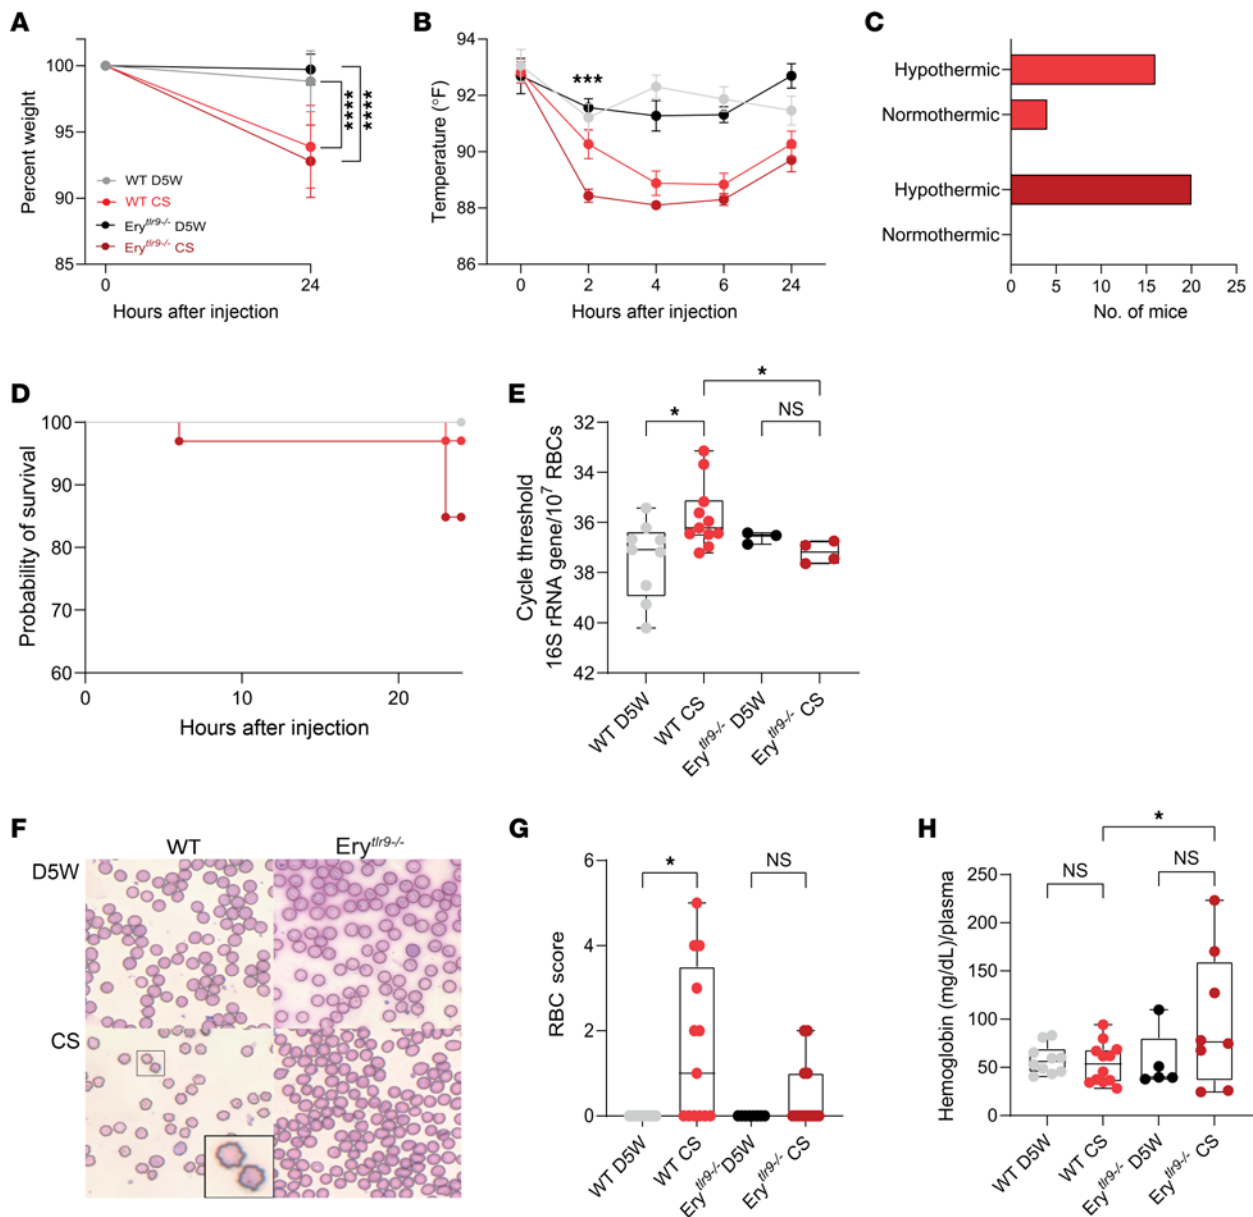 A
100
95
90
85
Percent weight
WT D5W
WT CS
Ery tlr9-/- D5W
Ery tlr9-/- CS
****
****
0
24
Hours after injection
B
94
92
90
88
86
Temperature (°F)
***
0
2
4
6
24
Hours after injection
C
Hypothermic
Normothermic
Hypothermic
Normothermic
0
5
10
15
20
25
No. of mice
D
100
90
80
70
60
Probability of survival
0
10
20
Hours after injection
E
*
*
NS
32
34
36
38
40
42
Cycle threshold
16S rRNA gene/10⁷ RBCs
WT D5W
WT CS
Ery tlr9-/- D5W
Ery tlr9-/- CS
F
WT
Ery tlr9-/-
D5W
CS
G
6
4
2
0
RBC score
*
NS
WT D5W
WT CS
Ery tlr9-/- D5W
Ery tlr9-/- CS
H
*
NS
NS
250
200
150
100
50
0
Hemoglobin (mg/dL)/plasma
WT D5W
WT CS
Ery tlr9-/- D5W
Ery tlr9-/- CS